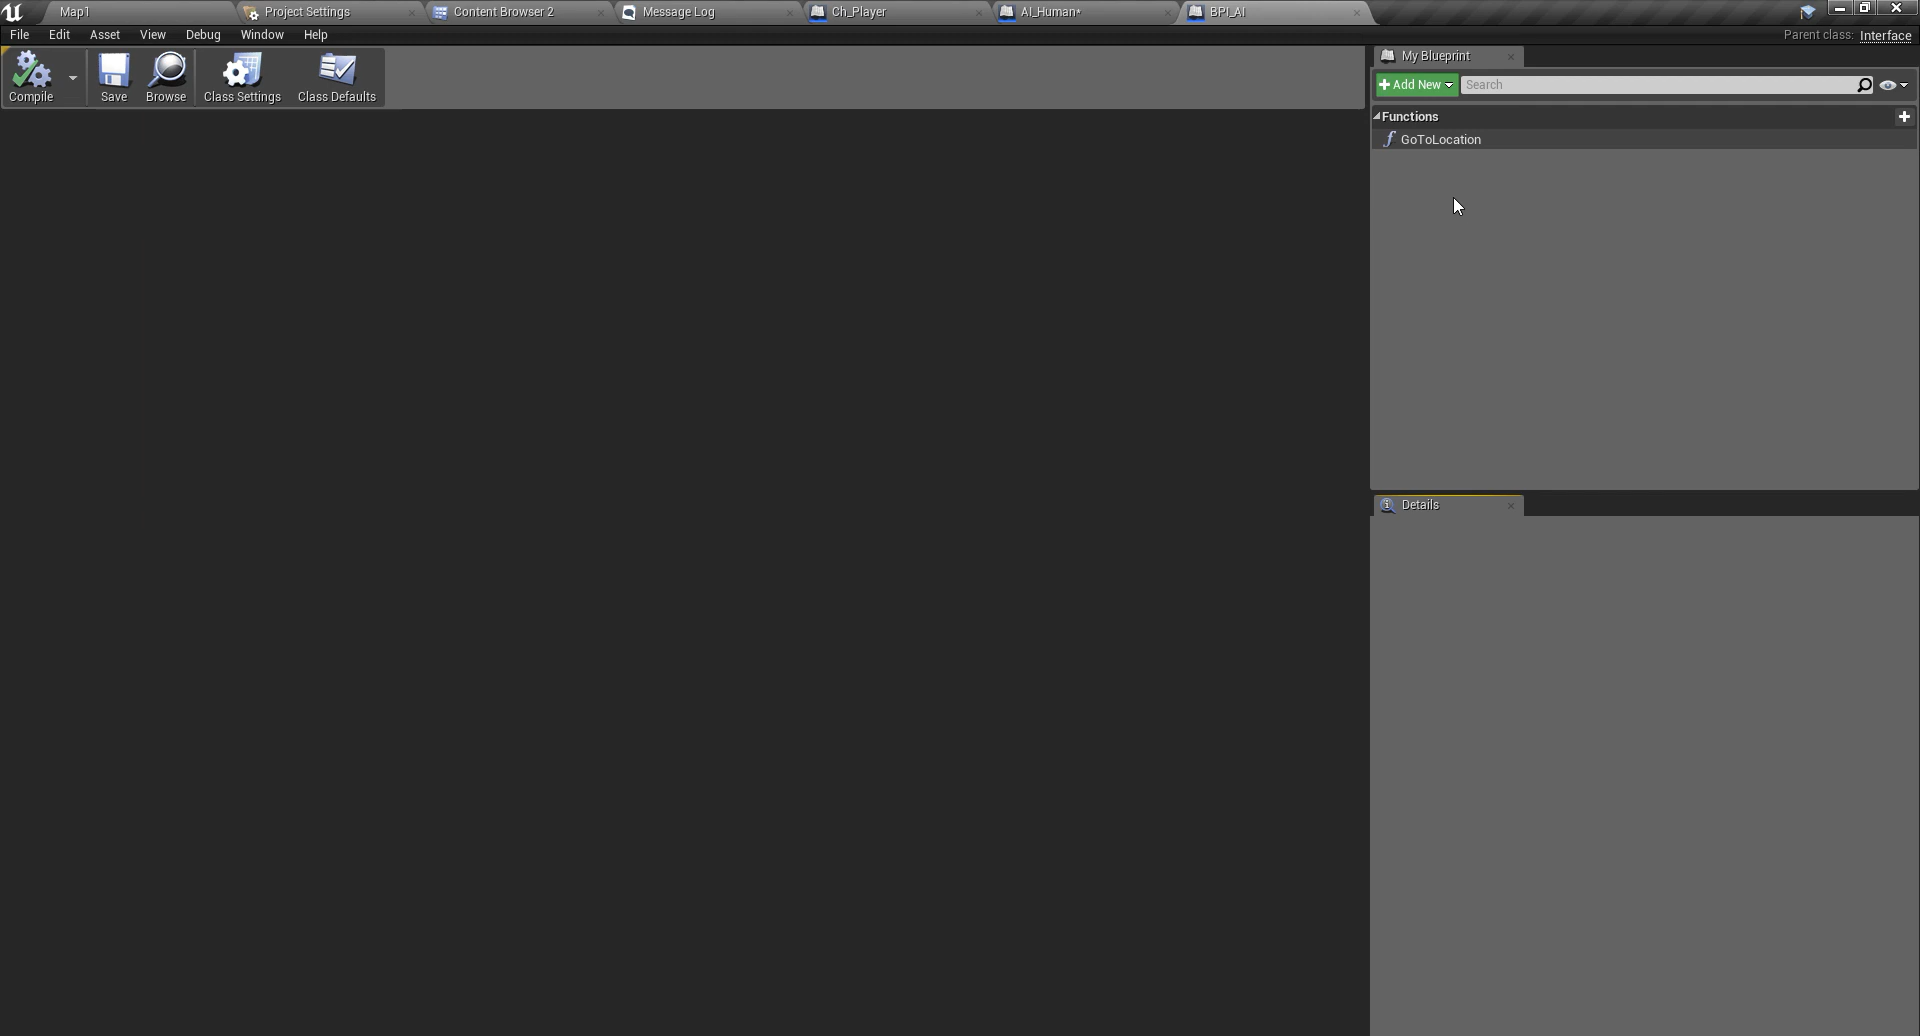 Map1 Project Settings Content Browser 2 Message Log Ch_Player AI_Human* BPI_AI
File Edit Asset View Debug Window Help Parent class: Interface
My Blueprint
Add New Search
Compile Save Browse Class Settings Class Defaults
Functions
GoToLocation
Details